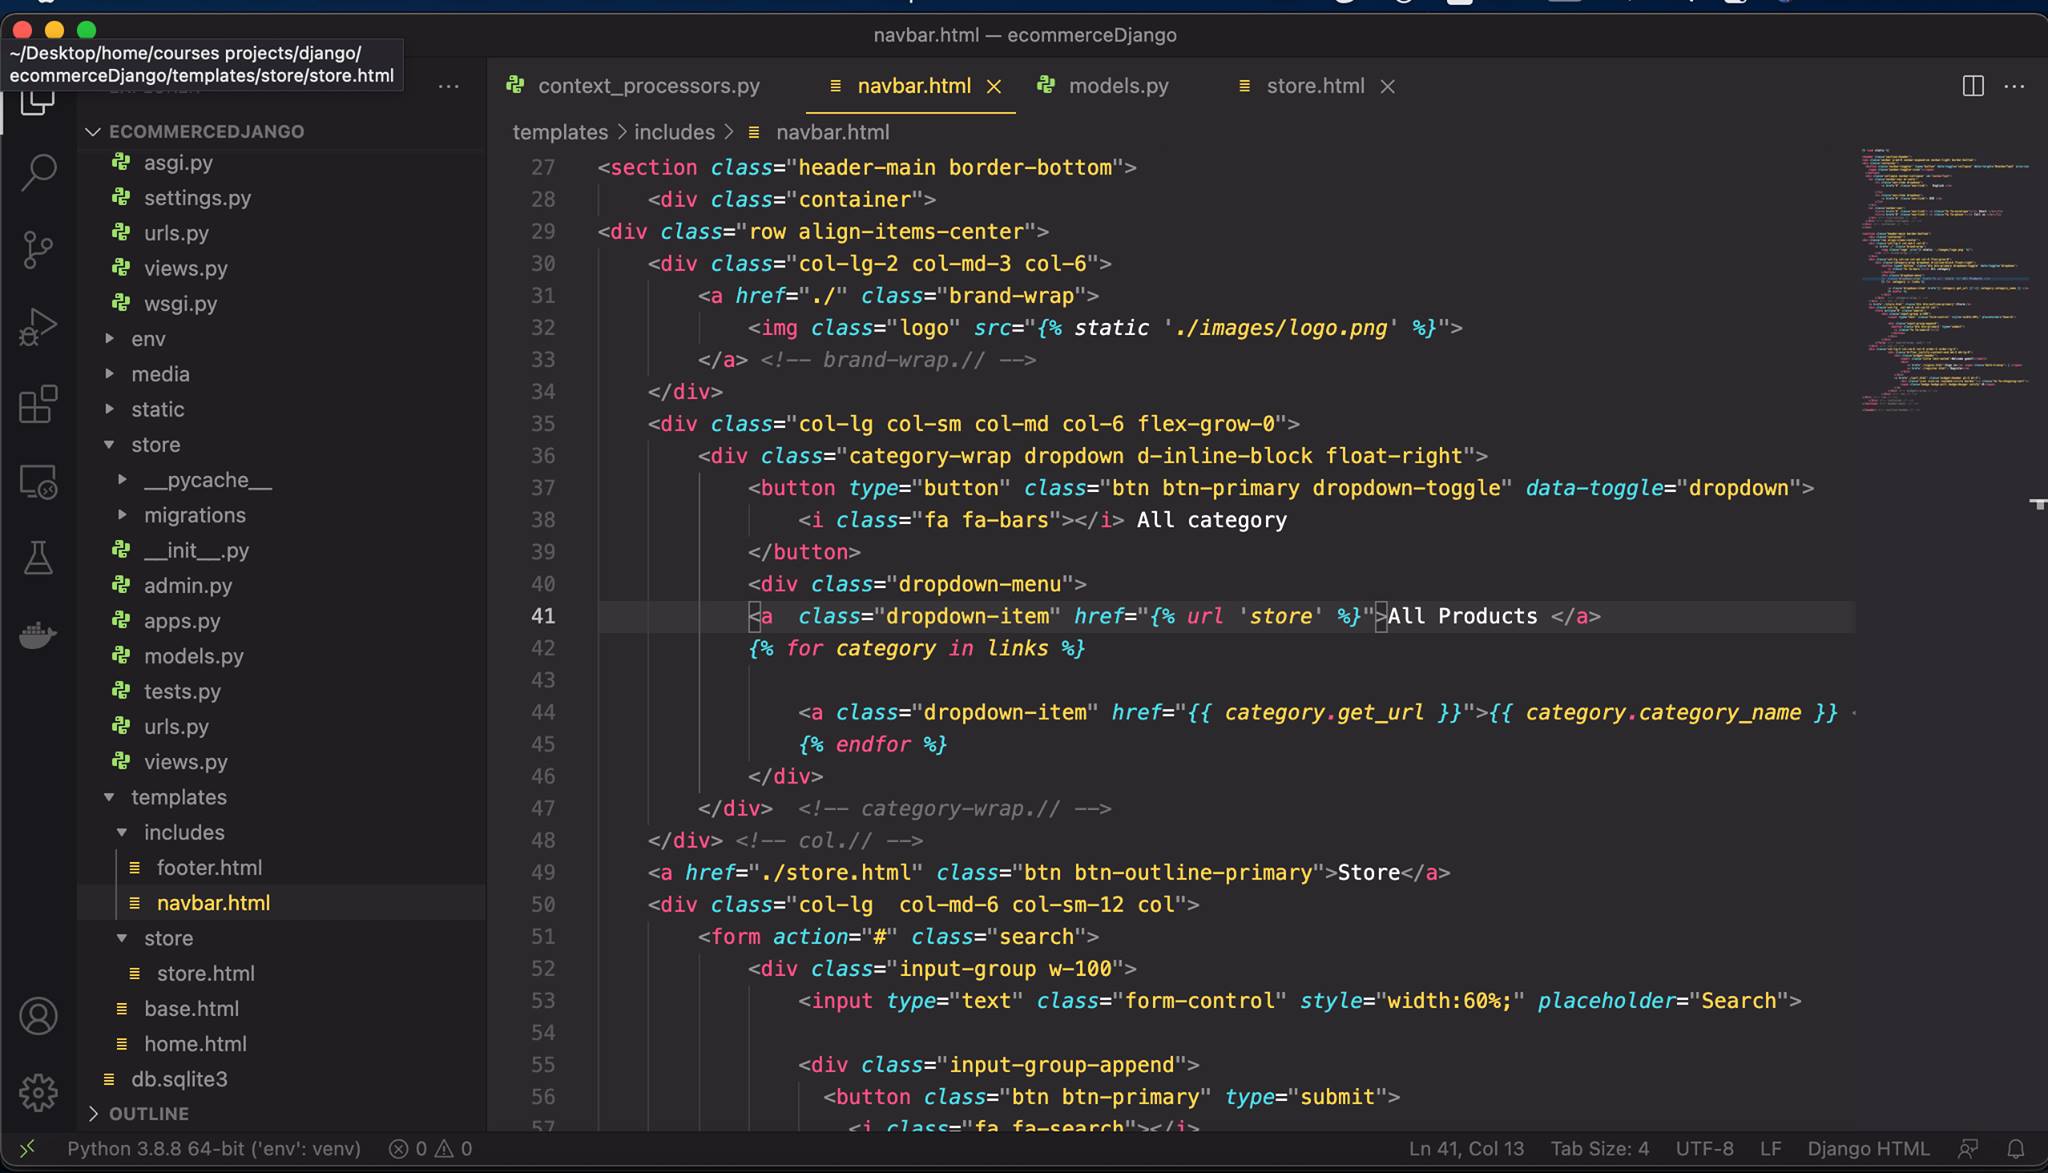 navbar.html — ecommerceDjango
~/Desktop/home/courses projects/django/
ecommerceDjango/templates/store/store.html
context_processors.py
navbar.html
models.py
store.html
templates > includes > navbar.html
ECOMMERCEDJANGO
asgi.py
settings.py
urls.py
views.py
wsgi.py
env
media
static
store
__pycache__
migrations
__init__.py
admin.py
apps.py
models.py
tests.py
urls.py
views.py
templates
includes
footer.html
navbar.html
store
store.html
base.html
home.html
db.sqlite3
OUTLINE
27 <section class="header-main border-bottom">
28 <div class="container">
29 <div class="row align-items-center">
30 <div class="col-lg-2 col-md-3 col-6">
31 <a href="./" class="brand-wrap">
32 <img class="logo" src="{% static './images/logo.png' %}">
33 </a> <!-- brand-wrap.// -->
34 </div>
35 <div class="col-lg col-sm col-md col-6 flex-grow-0">
36 <div class="category-wrap dropdown d-inline-block float-right">
37 <button type="button" class="btn btn-primary dropdown-toggle" data-toggle="dropdown">
38 <i class="fa fa-bars"></i> All category
39 </button>
40 <div class="dropdown-menu">
41 <a  class="dropdown-item" href="{% url 'store' %}">All Products </a>
42 {% for category in links %}
43
44 <a class="dropdown-item" href="{{ category.get_url }}">{{ category.category_name }} <
45 {% endfor %}
46 </div>
47 </div>  <!-- category-wrap.// -->
48 </div> <!-- col.// -->
49 <a href="./store.html" class="btn btn-outline-primary">Store</a>
50 <div class="col-lg  col-md-6 col-sm-12 col">
51 <form action="#" class="search">
52 <div class="input-group w-100">
53 <input type="text" class="form-control" style="width:60%;" placeholder="Search">
54
55 <div class="input-group-append">
56 <button class="btn btn-primary" type="submit">
57 <i class="fa fa-search"></i>
Python 3.8.8 64-bit ('env': venv) 0 0 Ln 41, Col 13 Tab Size: 4 UTF-8 LF Django HTML